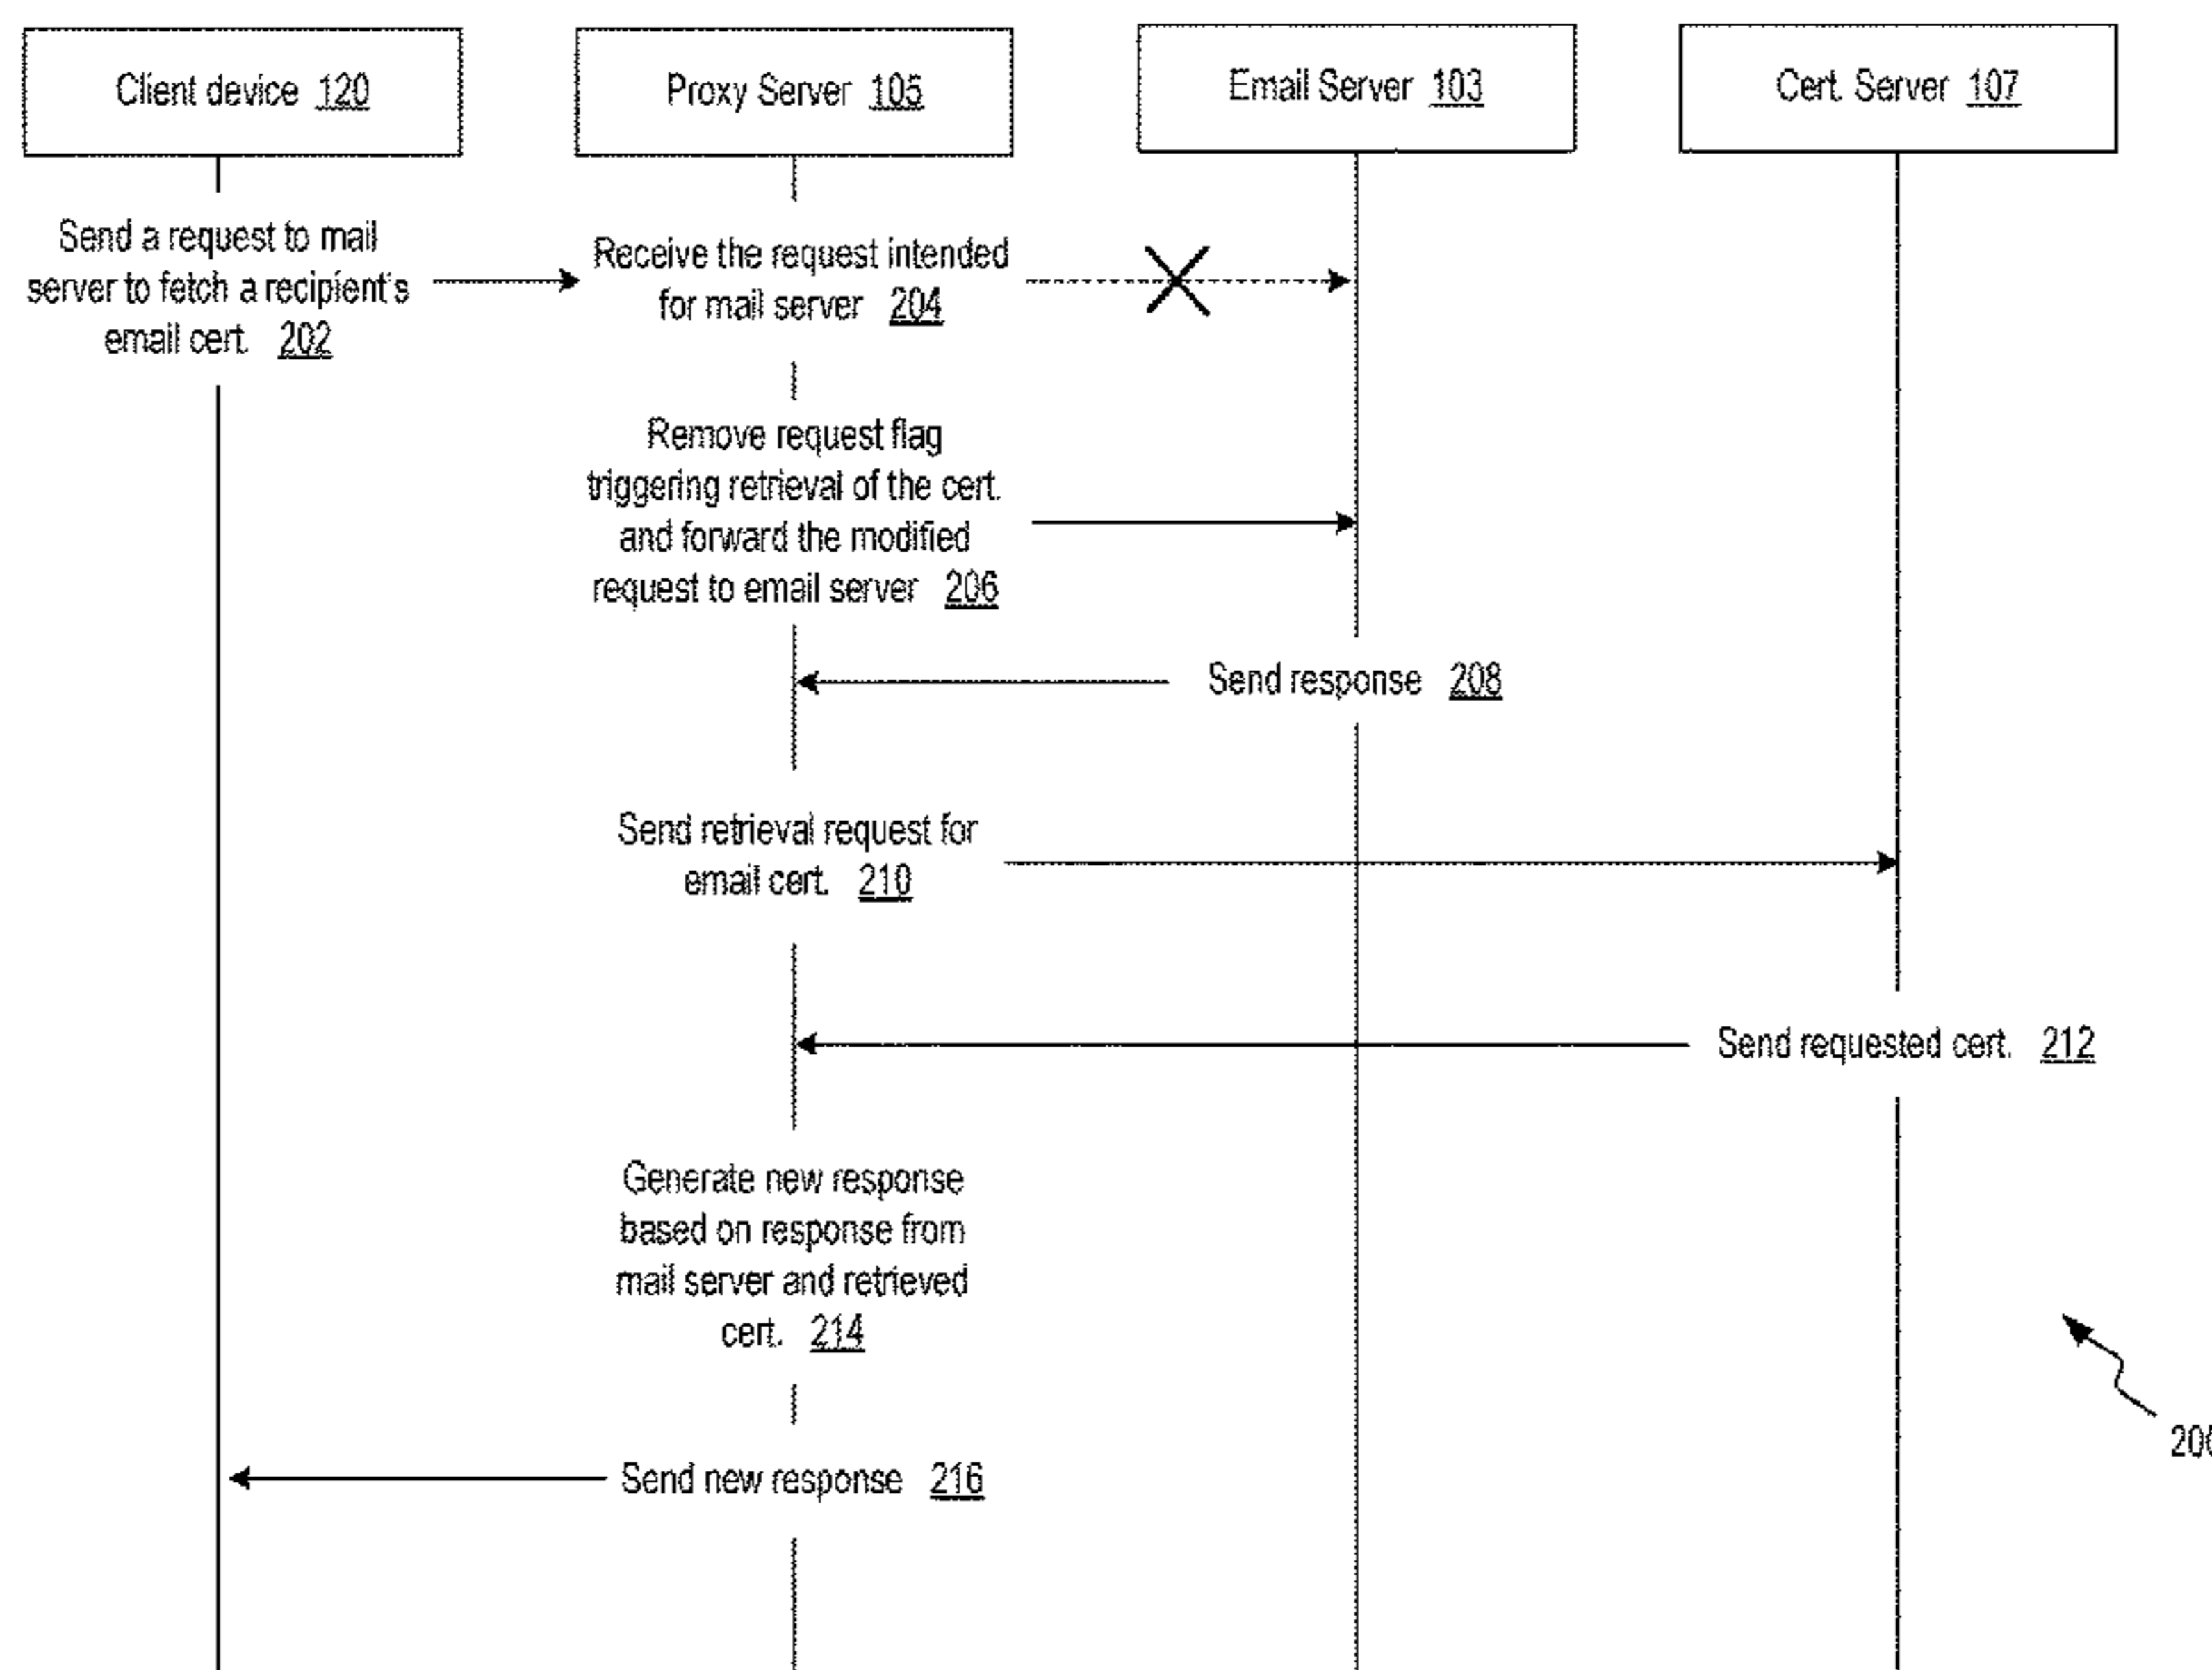 Client device 120
Proxy Server 105
Email Server 103
Cert. Server 107
Send a request to mail
server to fetch a recipient's
email cert. 202
Receive the request intended
for mail server 204
Remove request flag
triggering retrieval of the cert.
and forward the modified
request to email server 206
Send response 208
Send retrieval request for
email cert. 210
Send requested cert. 212
Generate new response
based on response from
mail server and retrieved
cert. 214
200
Send new response 216